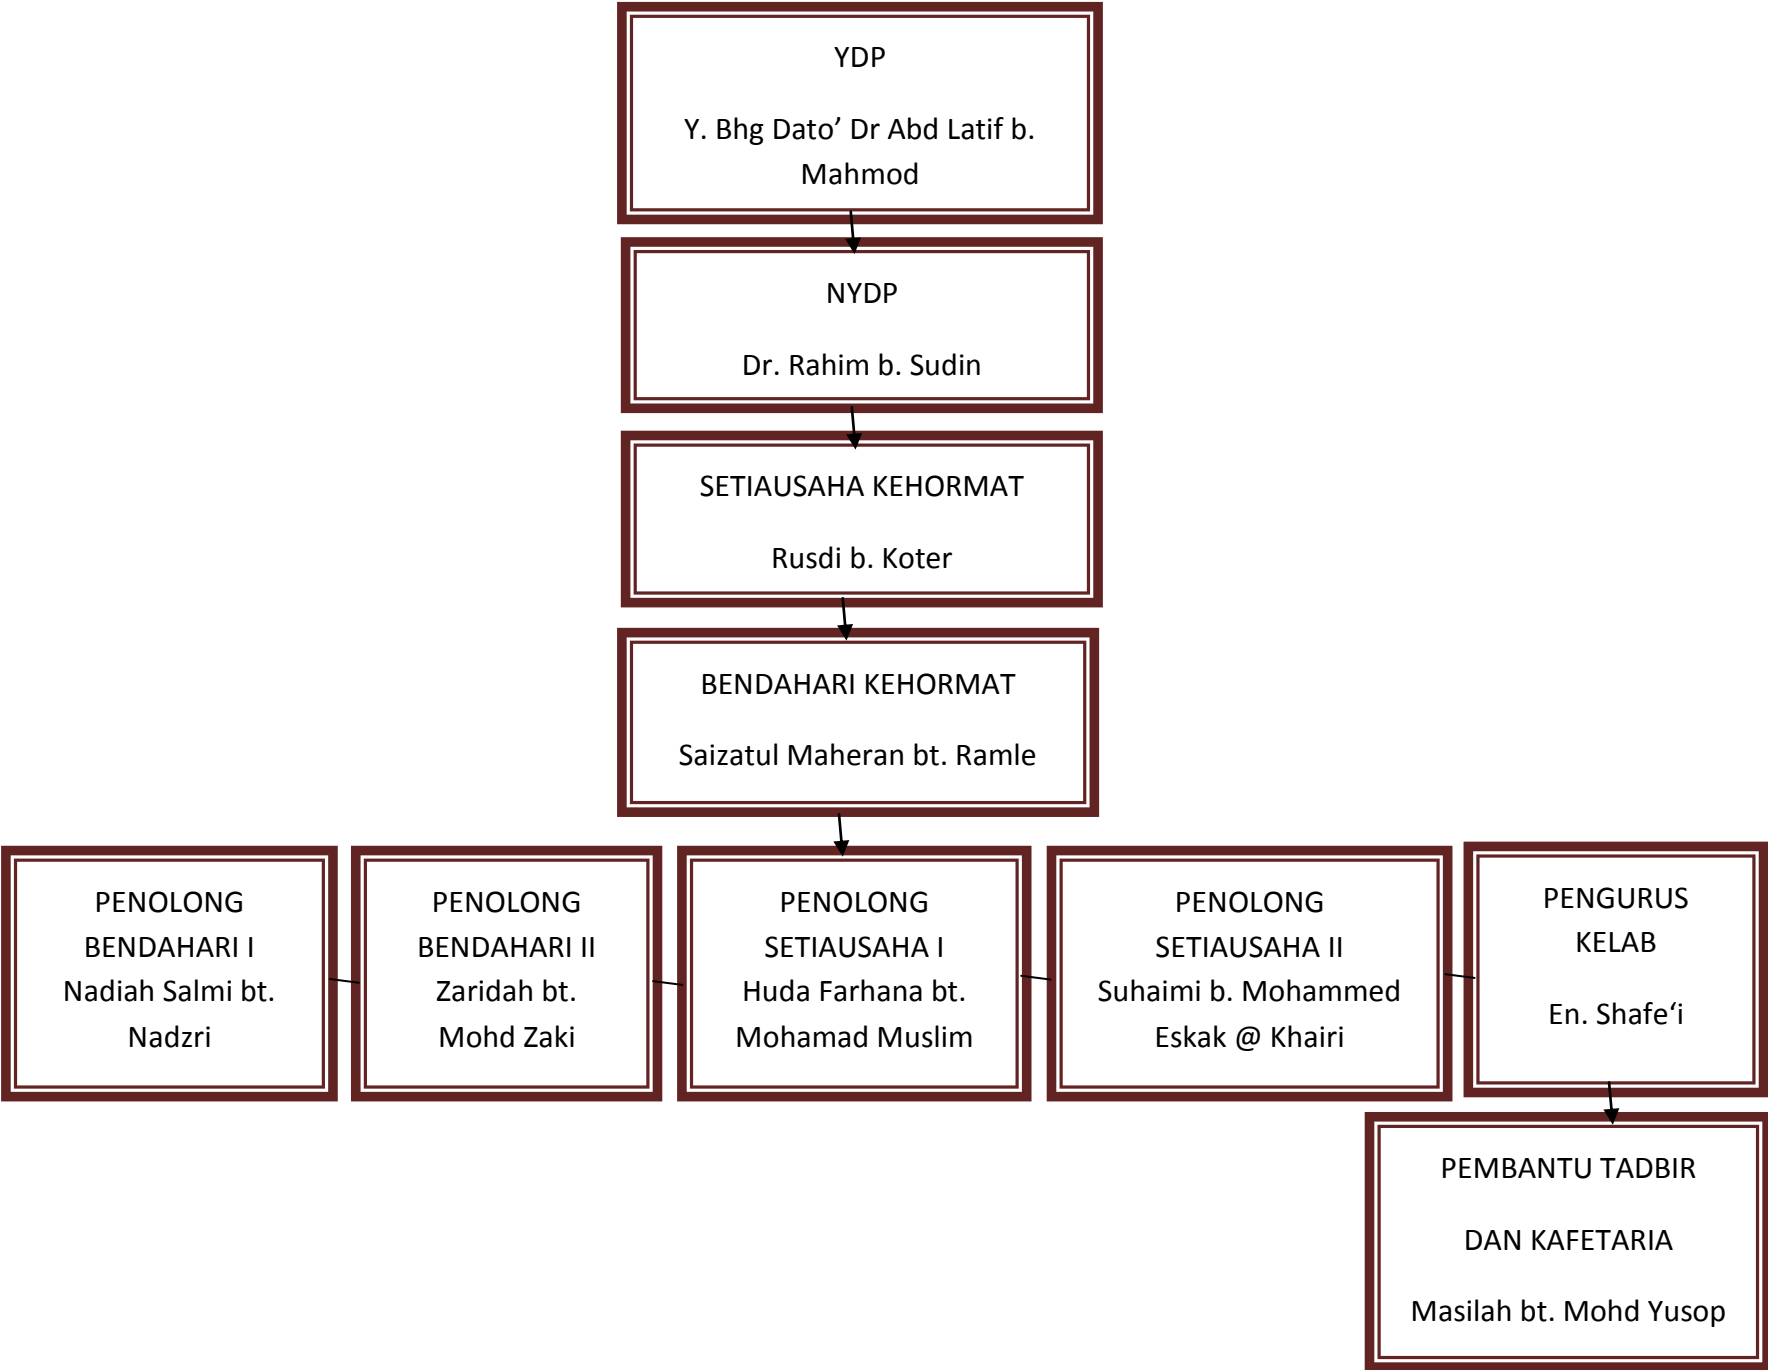 YDP
Y. Bhg Dato’ Dr Abd Latif b.
Mahmod
NYDP
Dr. Rahim b. Sudin
SETIAUSAHA KEHORMAT
Rusdi b. Koter
BENDAHARI KEHORMAT
Saizatul Maheran bt. Ramle
PENOLONG
BENDAHARI I
Nadiah Salmi bt.
Nadzri
PENOLONG
BENDAHARI II
Zaridah bt.
Mohd Zaki
PENOLONG
SETIAUSAHA I
Huda Farhana bt.
Mohamad Muslim
PENOLONG
SETIAUSAHA II
Suhaimi b. Mohammed
Eskak @ Khairi
PENGURUS
KELAB
En. Shafe‘i
PEMBANTU TADBIR
DAN KAFETARIA
Masilah bt. Mohd Yusop